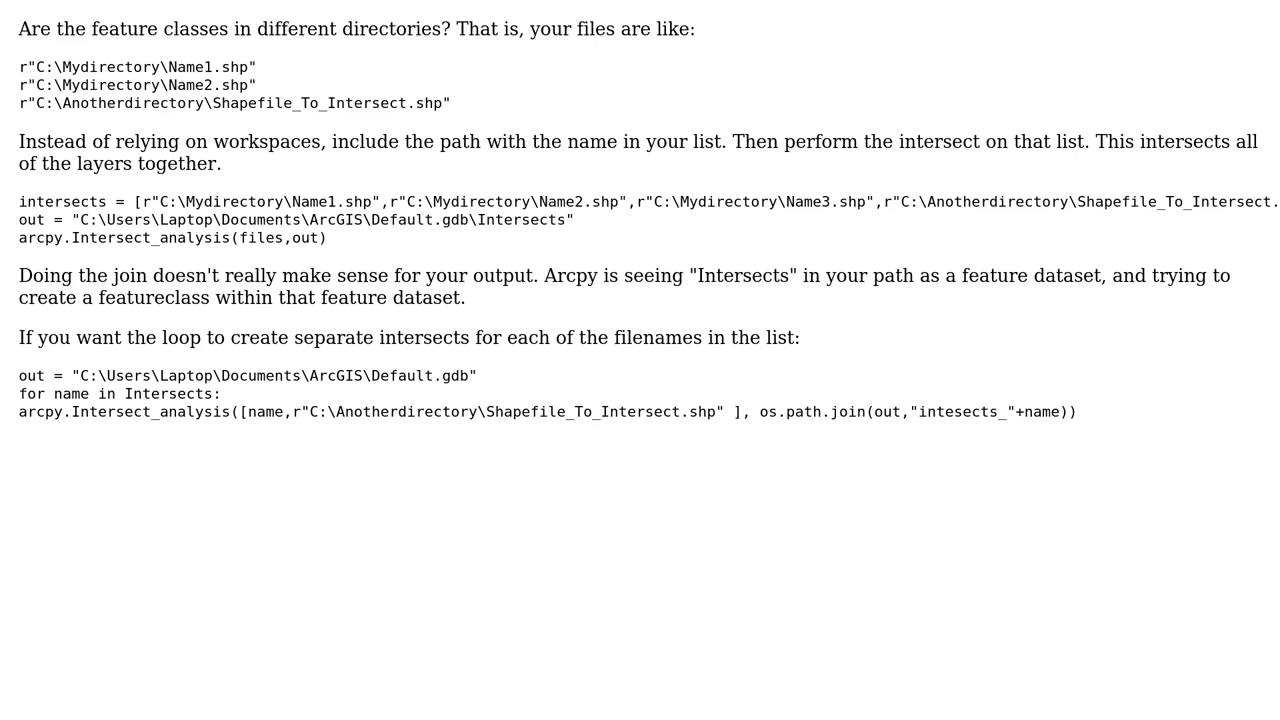 Are the feature classes in different directories? That is, your files are like:
r"C:\Mydirectory\Name1.shp"
r"C:\Mydirectory\Name2.shp"
r"C:\Anotherdirectory\Shapefile_To_Intersect.shp"
Instead of relying on workspaces, include the path with the name in your list. Then perform the intersect on that list. This intersects all
of the layers together.
intersects = [r"C:\Mydirectory\Name1.shp",r"C:\Mydirectory\Name2.shp",r"C:\Mydirectory\Name3.shp",r"C:\Anotherdirectory\Shapefile_To_Intersect.
out = "C:\Users\Laptop\Documents\ArcGIS\Default.gdb\Intersects"
arcpy.Intersect_analysis(files,out)
Doing the join doesn't really make sense for your output. Arcpy is seeing "Intersects" in your path as a feature dataset, and trying to
create a featureclass within that feature dataset.
If you want the loop to create separate intersects for each of the filenames in the list:
out = "C:\Users\Laptop\Documents\ArcGIS\Default.gdb"
for name in Intersects:
arcpy.Intersect_analysis([name,r"C:\Anotherdirectory\Shapefile_To_Intersect.shp" ], os.path.join(out,"intesects_"+name))